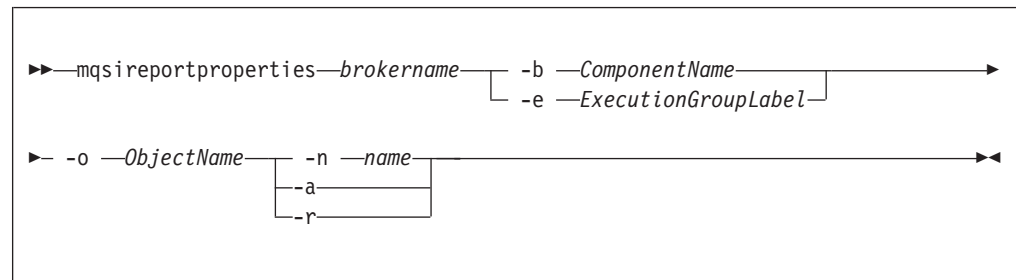 mqsireportproperties brokername -b ComponentName
-e ExecutionGroupLabel
-o ObjectName -n name
-a
-r